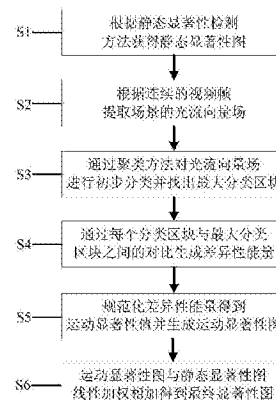 S1
根据静态显著性检测
方法获得静态显著性图
S2
根据连续的视频帧
提取场景的光流向量场
S3
通过聚类方法对光流向量场
进行初步分类并找出最大分类区块
S4
通过每个分类区块与最大分类
区块之间的对比生成差异性能量
S5
规范化差异性能量得到
运动显著性值并生成运动显著性图
S6
运动显著性图与静态显著性图
线性加权相加得到最终显著性图